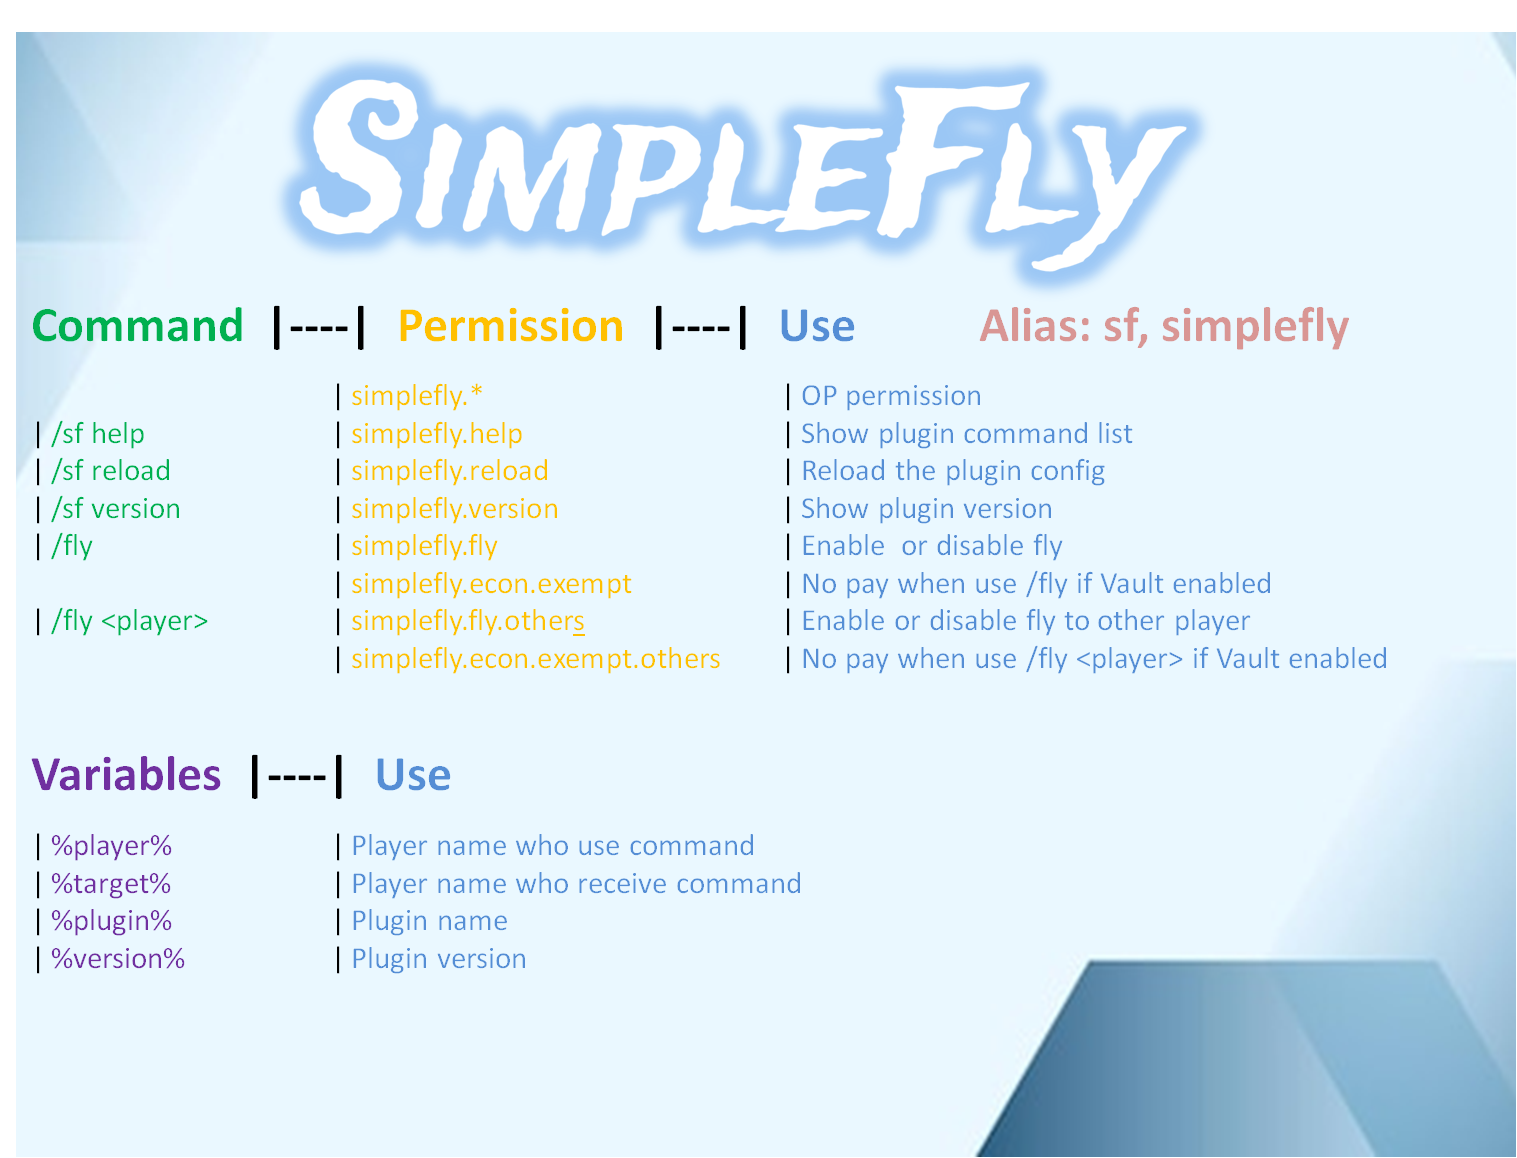 SimpleFly
Command |----| Permission |----| Use Alias: sf, simplefly
| simplefly.* | OP permission
| /sf help | simplefly.help | Show plugin command list
| /sf reload | simplefly.reload | Reload the plugin config
| /sf version | simplefly.version | Show plugin version
| /fly | simplefly.fly | Enable  or disable fly
| simplefly.econ.exempt | No pay when use /fly if Vault enabled
| /fly <player> | simplefly.fly.others | Enable or disable fly to other player
| simplefly.econ.exempt.others | No pay when use /fly <player> if Vault enabled
Variables |----| Use
| %player% | Player name who use command
| %target% | Player name who receive command
| %plugin% | Plugin name
| %version% | Plugin version